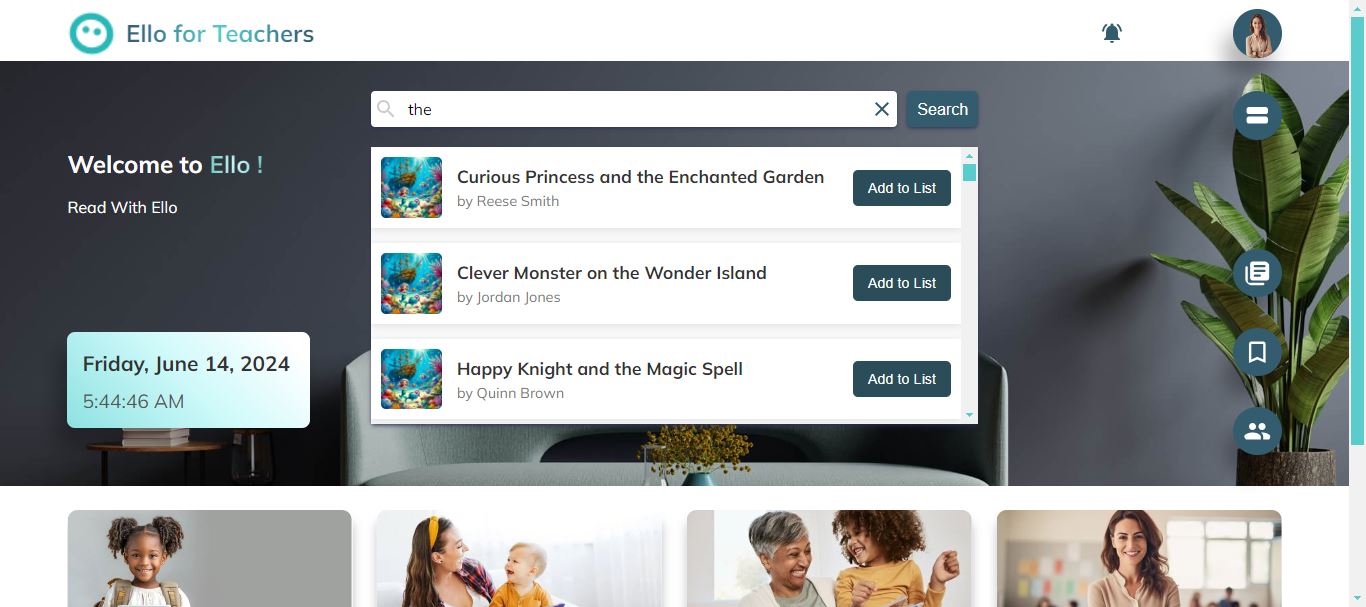 Ello for Teachers
the
Search
Welcome to Ello !
Read With Ello
Curious Princess and the Enchanted Garden
by Reese Smith
Add to List
Clever Monster on the Wonder Island
by Jordan Jones
Add to List
Happy Knight and the Magic Spell
by Quinn Brown
Add to List
Friday, June 14, 2024
5:44:46 AM